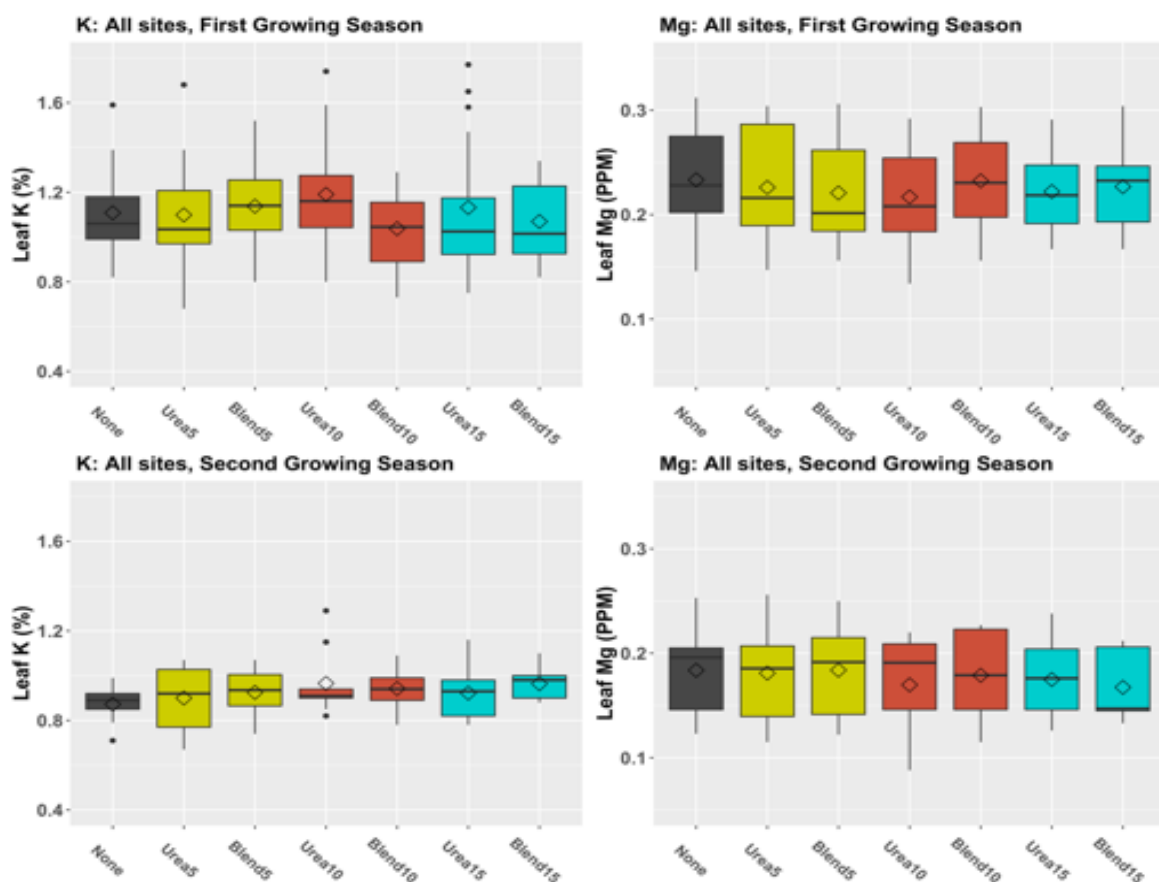 K: All sites, First Growing Season
Leaf K (%)
1.6
1.2
0.8
0.4
None
Urea5
Blend5
Urea10
Blend10
Urea15
Blend15
Mg: All sites, First Growing Season
Leaf Mg (PPM)
0.3
0.2
0.1
None
Urea5
Blend5
Urea10
Blend10
Urea15
Blend15
K: All sites, Second Growing Season
Leaf K (%)
1.6
1.2
0.8
0.4
None
Urea5
Blend5
Urea10
Blend10
Urea15
Blend15
Mg: All sites, Second Growing Season
Leaf Mg (PPM)
0.3
0.2
0.1
None
Urea5
Blend5
Urea10
Blend10
Urea15
Blend15